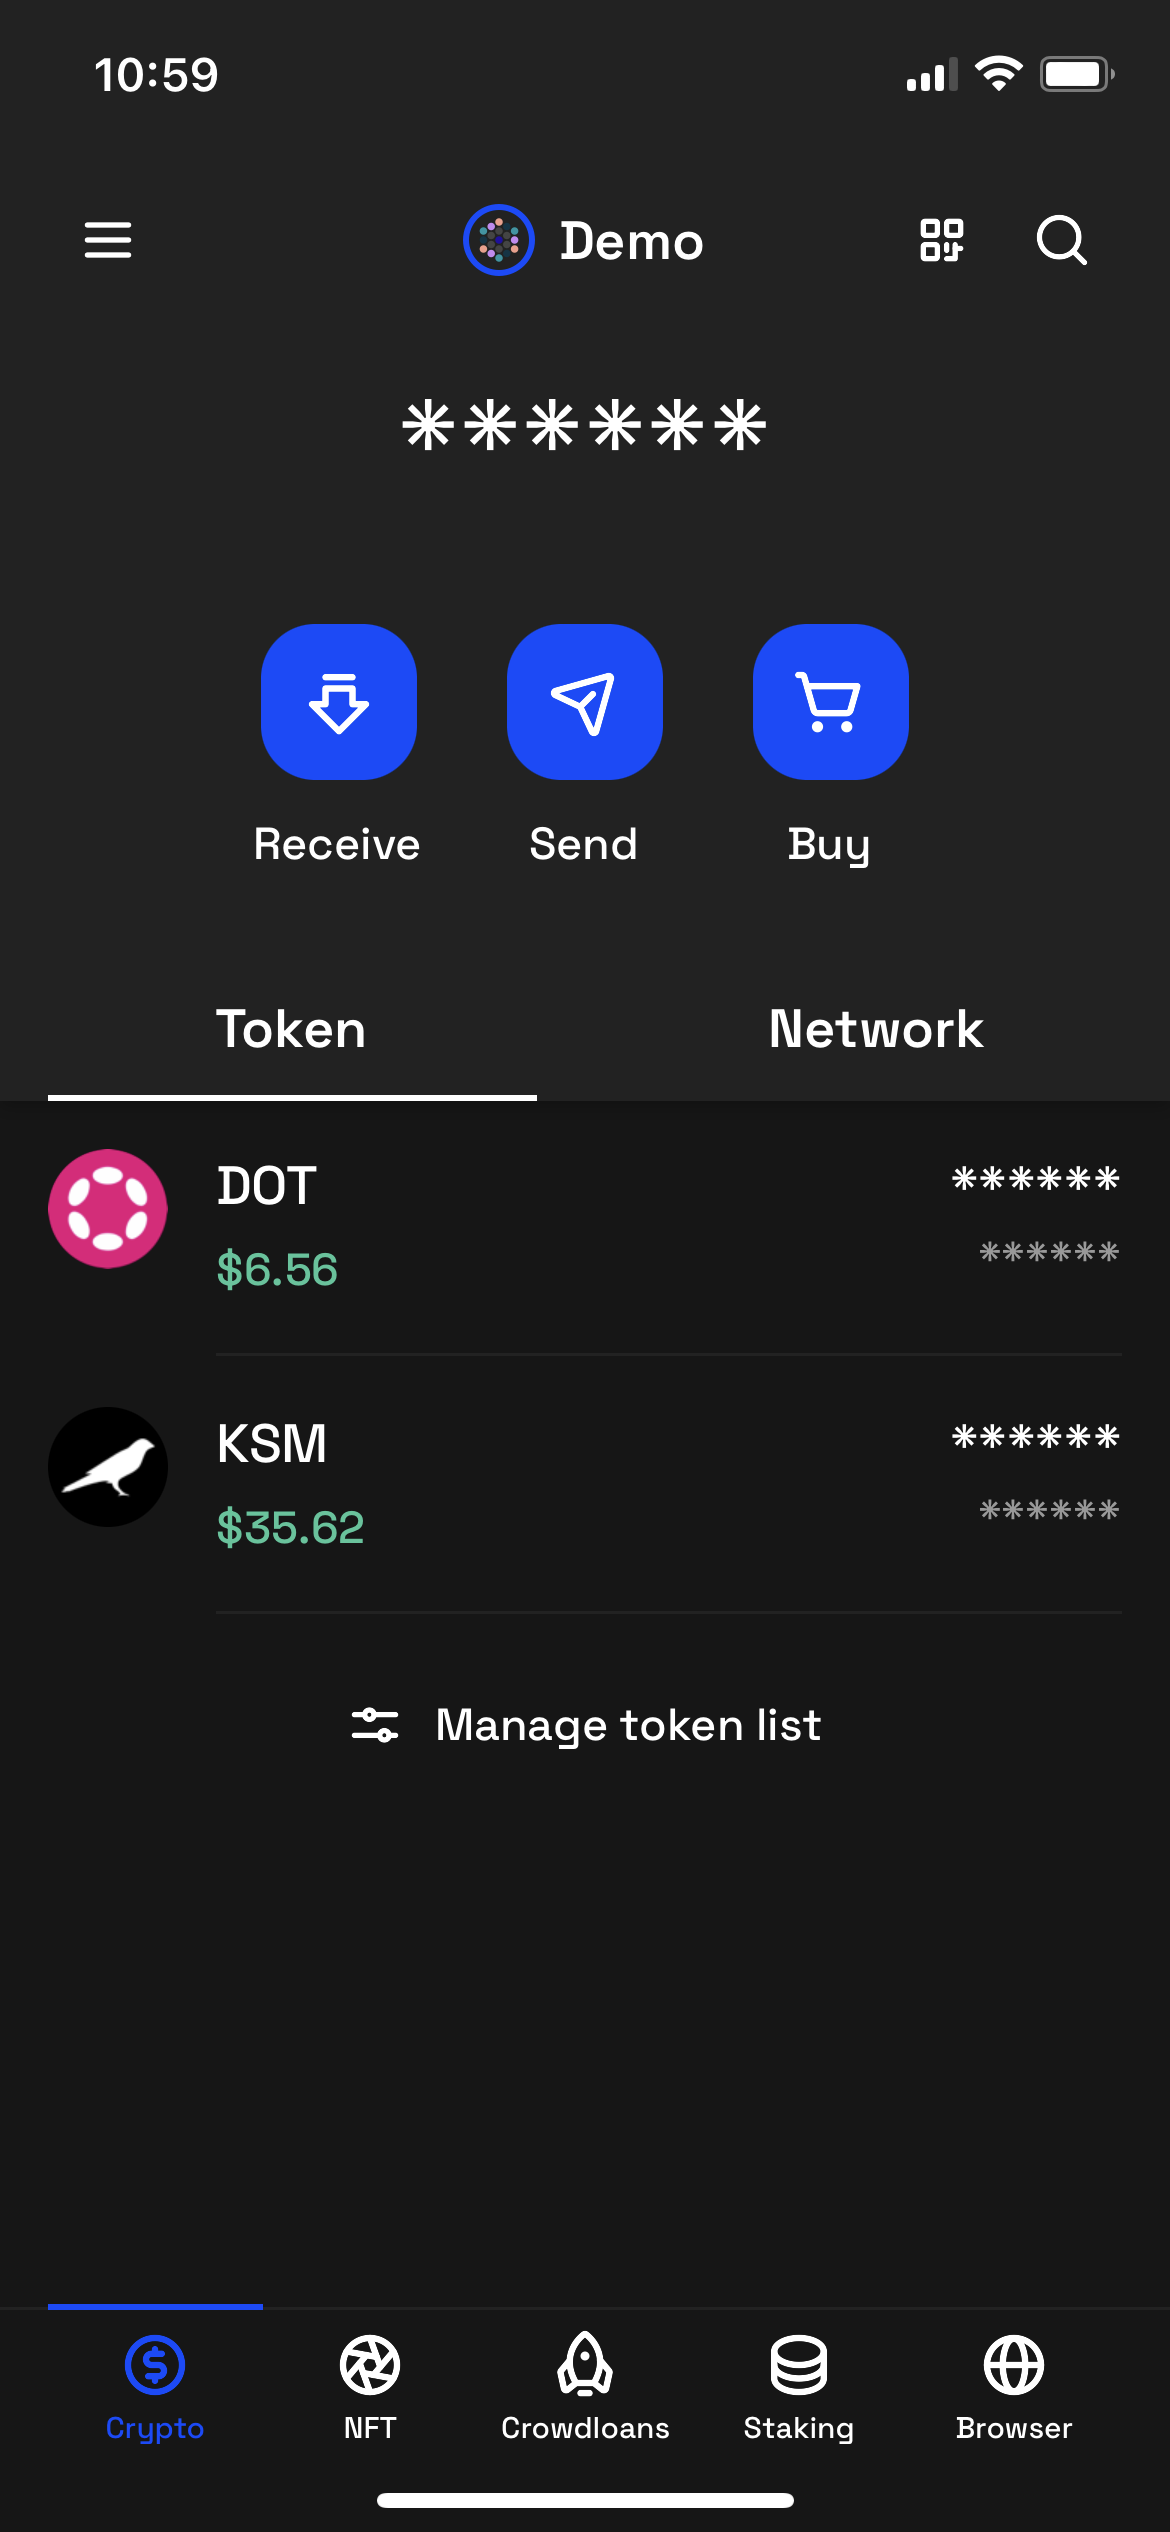 10:59
Demo
******
Receive Send Buy
Token Network
DOT ******
$6.56 ******
KSM ******
$35.62 ******
Manage token list
Crypto NFT Crowdloans Staking Browser